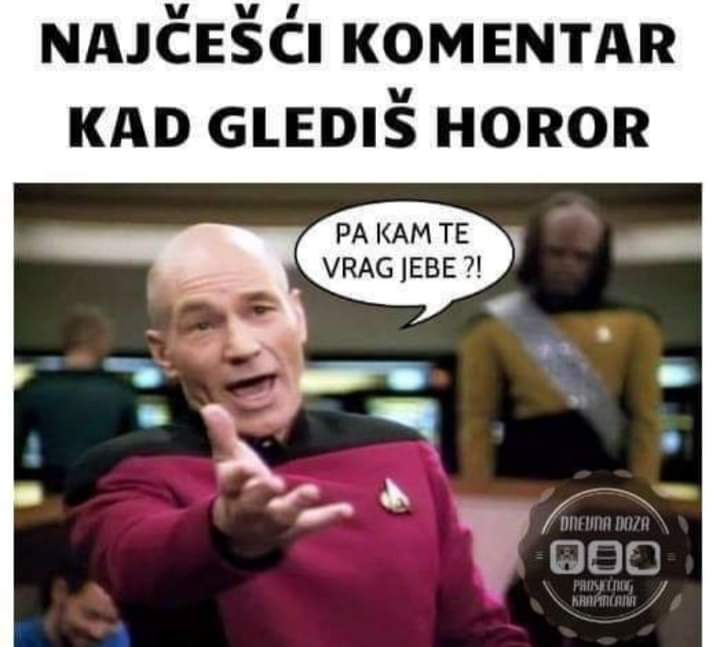 NAJČEŠĆI KOMENTAR
KAD GLEDIŠ HOROR
PA KAM TE
VRAG JEBE ?!
DNEVNA DOZA
PROSJEČNOG
KRAPINČANA